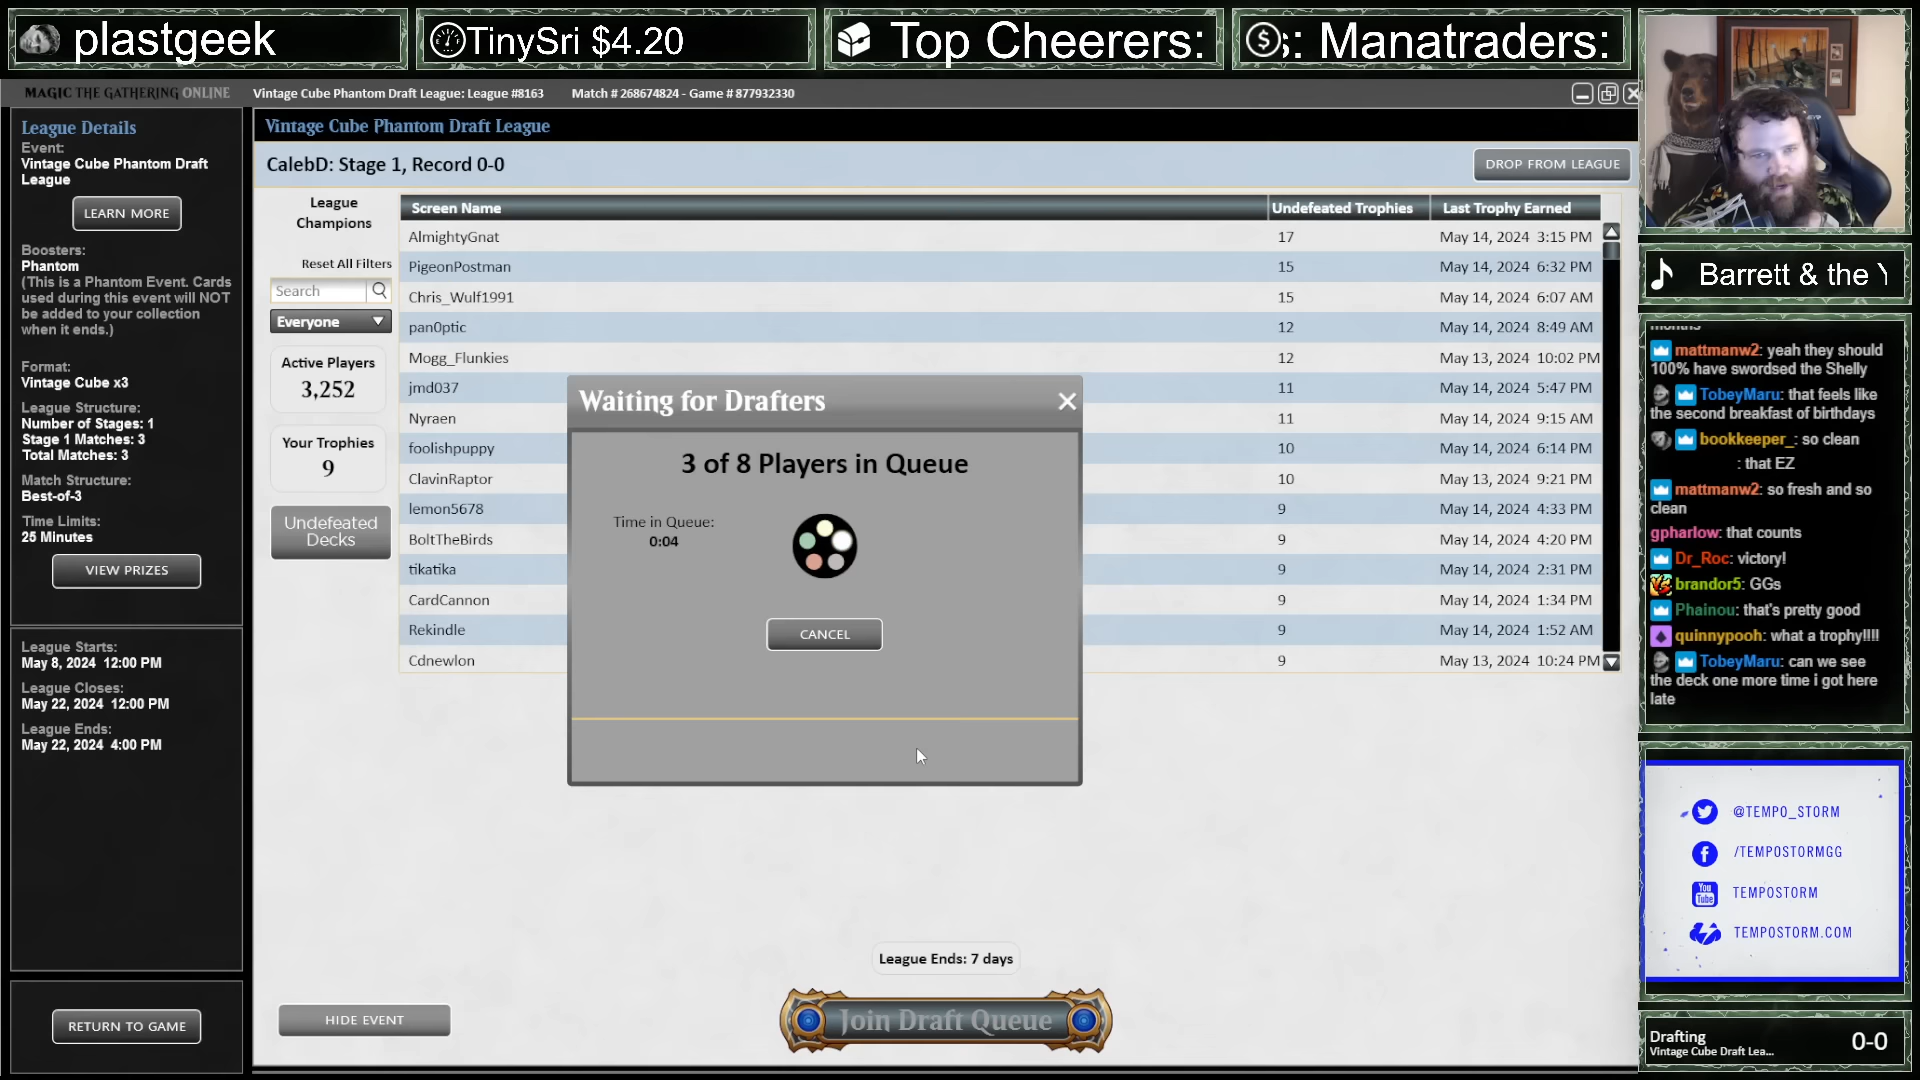 plastgeek
TinySri $4.20
Top Cheerers:
s: Manatraders:
MAGIC THE GATHERING ONLINE
Vintage Cube Phantom Draft League: League #8163
Match # 268674824 - Game # 877932330
League Details
Event:
Vintage Cube Phantom Draft
League
LEARN MORE
Boosters:
Phantom
(This is a Phantom Event. Cards
used during this event will NOT
be added to your collection
when it ends.)
Format:
Vintage Cube x3
League Structure:
Number of Stages: 1
Stage 1 Matches: 3
Total Matches: 3
Match Structure:
Best-of-3
Time Limits:
25 Minutes
VIEW PRIZES
League Starts:
May 8, 2024 12:00 PM
League Closes:
May 22, 2024 12:00 PM
League Ends:
May 22, 2024 4:00 PM
RETURN TO GAME
Vintage Cube Phantom Draft League
CalebD: Stage 1, Record 0-0
DROP FROM LEAGUE
League
Champions
Reset All Filters
Search
Everyone
Active Players
3,252
Your Trophies
9
Undefeated
Decks
Screen Name Undefeated Trophies Last Trophy Earned
AlmightyGnat 17 May 14, 2024 3:15 PM
PigeonPostman 15 May 14, 2024 6:32 PM
Chris_Wulf1991 15 May 14, 2024 6:07 AM
pan0ptic 12 May 14, 2024 8:49 AM
Mogg_Flunkies 12 May 13, 2024 10:02 PM
jmd037 11 May 14, 2024 5:47 PM
Nyraen 11 May 14, 2024 9:15 AM
foolishpuppy 10 May 14, 2024 6:14 PM
ClavinRaptor 10 May 13, 2024 9:21 PM
lemon5678 9 May 14, 2024 4:33 PM
BoltTheBirds 9 May 14, 2024 4:20 PM
tikatika 9 May 14, 2024 2:31 PM
CardCannon 9 May 14, 2024 1:34 PM
Rekindle 9 May 14, 2024 1:52 AM
Cdnewlon 9 May 13, 2024 10:24 PM
Waiting for Drafters
3 of 8 Players in Queue
Time in Queue:
0:04
CANCEL
League Ends: 7 days
HIDE EVENT
Join Draft Queue
Barrett & the Y
months
mattmanw2: yeah they should
100% have swordsed the Shelly
TobeyMaru: that feels like
the second breakfast of birthdays
bookkeeper_: so clean
: that EZ
mattmanw2: so fresh and so
clean
gpharlow: that counts
Dr_Roc: victory!
brandor5: GGs
Phainou: that's pretty good
quinnypooh: what a trophy!!!!
TobeyMaru: can we see
the deck one more time i got here
late
@TEMPO_STORM
/TEMPOSTORMGG
You
Tube
TEMPOSTORM
TEMPOSTORM.COM
Drafting
Vintage Cube Draft Lea...
0-0